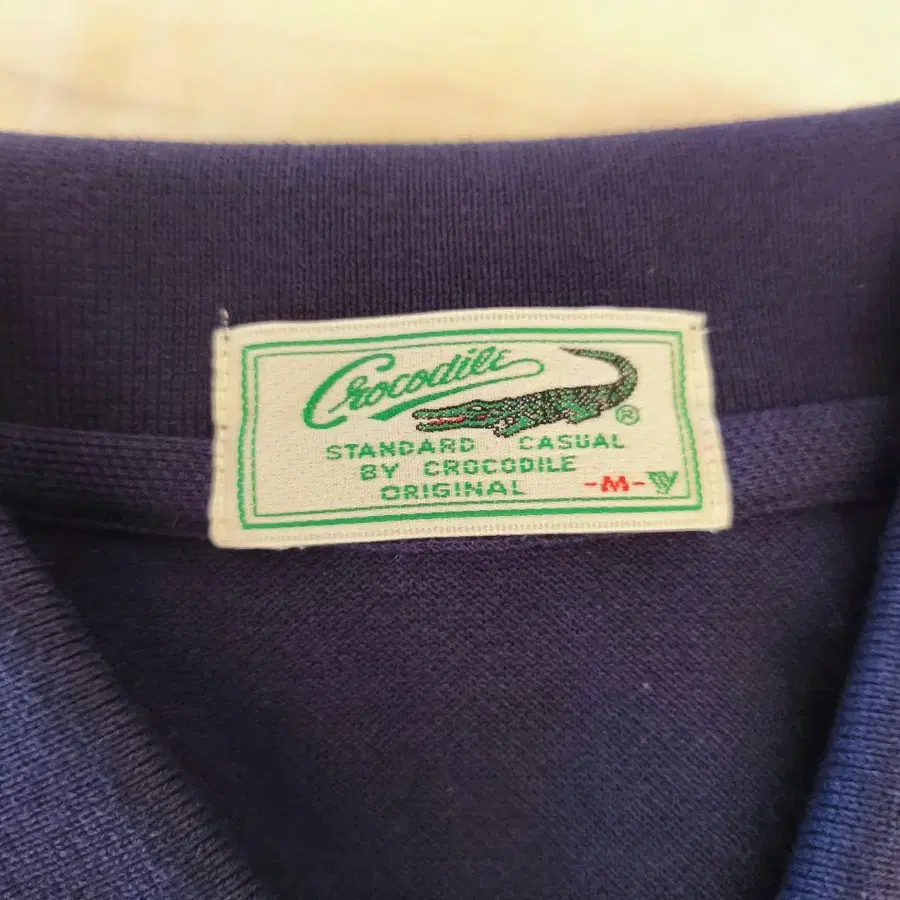 Crocodile
®
STANDARD CASUAL
BY CROCODILE
ORIGINAL
-M-